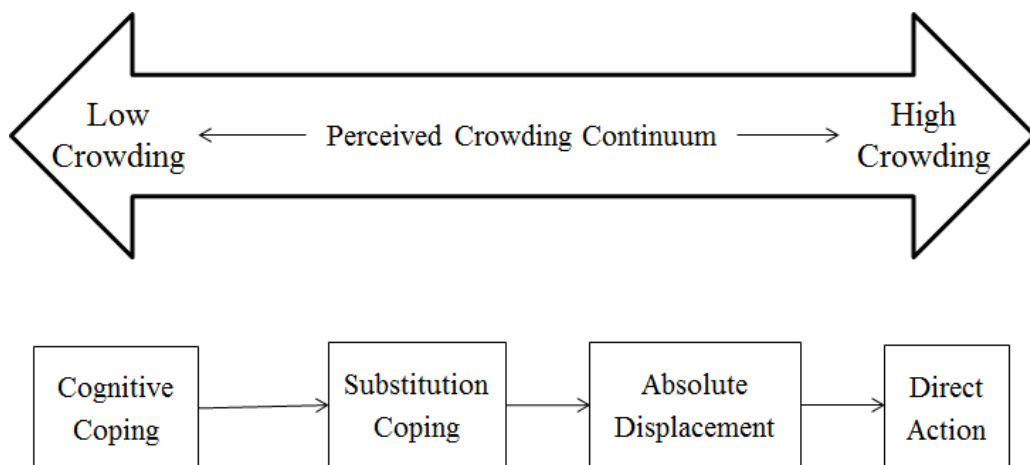 Low
Crowding
Perceived Crowding Continuum
High
Crowding
Cognitive
Coping
Substitution
Coping
Absolute
Displacement
Direct
Action